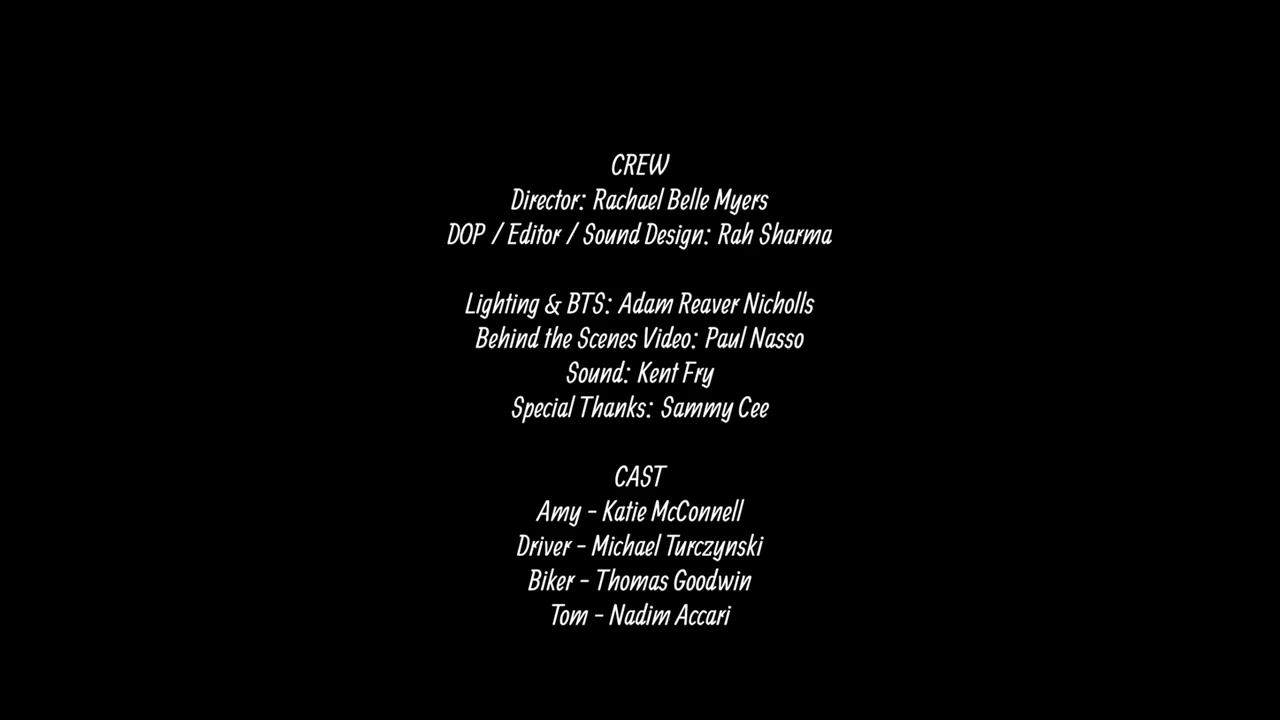 CREW
Director: Rachael Belle Myers
DOP / Editor / Sound Design: Rah Sharma
Lighting & BTS: Adam Reaver Nicholls
Behind the Scenes Video: Paul Nasso
Sound: Kent Fry
Special Thanks: Sammy Cee
CAST
Amy - Katie McConnell
Driver - Michael Turczynski
Biker - Thomas Goodwin
Tom - Nadim Accari